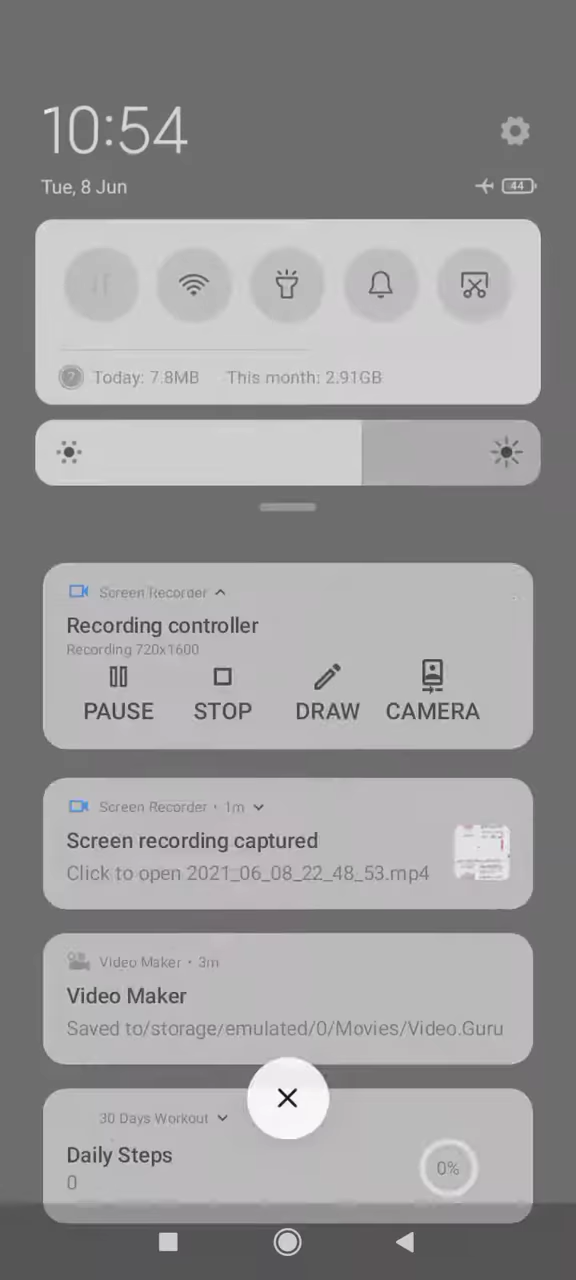 10:54
Tue, 8 Jun
44
Today: 7.8MB This month: 2.91GB
Screen Recorder
Recording controller
Recording 720x1600
PAUSE STOP DRAW CAMERA
Screen Recorder • 1m
Screen recording captured
Click to open 2021_06_08_22_48_53.mp4
Video Maker • 3m
Video Maker
Saved to/storage/emulated/0/Movies/Video.Guru
30 Days Workout
Daily Steps
0
0%